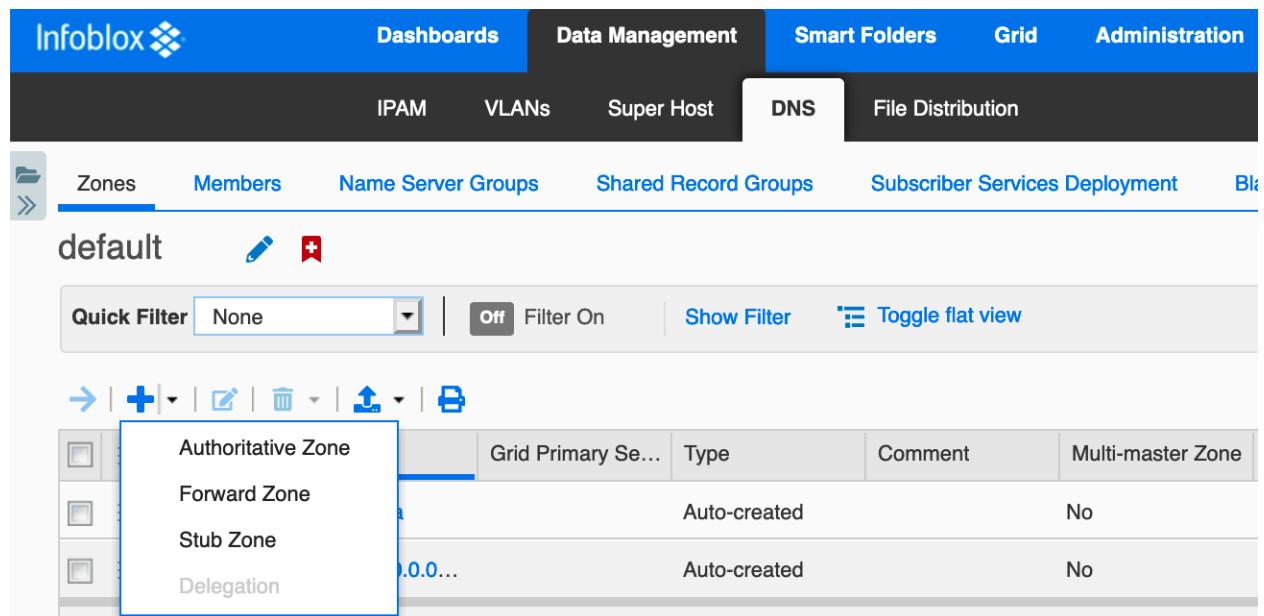 Infoblox
Dashboards Data Management Smart Folders Grid Administration
IPAM VLANs Super Host DNS File Distribution
Zones Members Name Server Groups Shared Record Groups Subscriber Services Deployment
default
Quick Filter None Off Filter On Show Filter Toggle flat view
Authoritative Zone
Forward Zone
Stub Zone
Delegation
Grid Primary Se... Type Comment Multi-master Zone
a Auto-created No
.0.0... Auto-created No